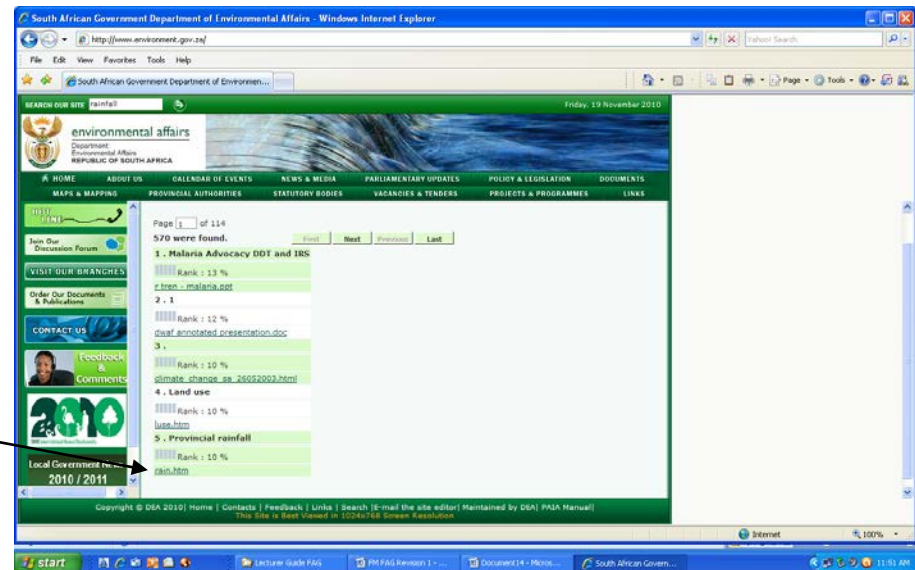 South African Government Department of Environmental Affairs - Windows Internet Explorer
http://www.environment.gov.za/
Yahoo! Search
File Edit View Favorites Tools Help
South African Government Department of Environmen...
Page Tools
SEARCH OUR SITE rainfall
Friday, 19 November 2010
environmental affairs
Department:
Environmental Affairs
REPUBLIC OF SOUTH AFRICA
HOME ABOUT US CALENDAR OF EVENTS NEWS & MEDIA PARLIAMENTARY UPDATES POLICY & LEGISLATION DOCUMENTS
MAPS & MAPPING PROVINCIAL AUTHORITIES STATUTORY BODIES VACANCIES & TENDERS PROJECTS & PROGRAMMES LINKS
Page 1 of 114
570 were found.
First Next Previous Last
Join Our
Discussion Forum
VISIT OUR BRANCHES
Order Our Documents
& Publications
CONTACT US
Feedback
&
Comments
2010
Local Government
2010 / 2011
1 . Malaria Advocacy DDT and IRS
Rank : 13 %
r tren - malaria.ppt
2 . 1
Rank : 12 %
dwaf annotated presentation.doc
3 .
Rank : 10 %
climate change sa 26052003.html
4 . Land use
Rank : 10 %
luse.htm
5 . Provincial rainfall
Rank : 10 %
rain.htm
Copyright © DEA 2010| Home | Contacts | Feedback | Links | Search |E-mail the site editor| Maintained by DEA| PAIA Manual|
This Site is Best Viewed in 1024x768 Screen Resolution
Internet 100%
start
Lecturer Guide FAG
FM FAG Revision 1 - ...
Document14 - Micros...
South African Govern...
11:51 AM